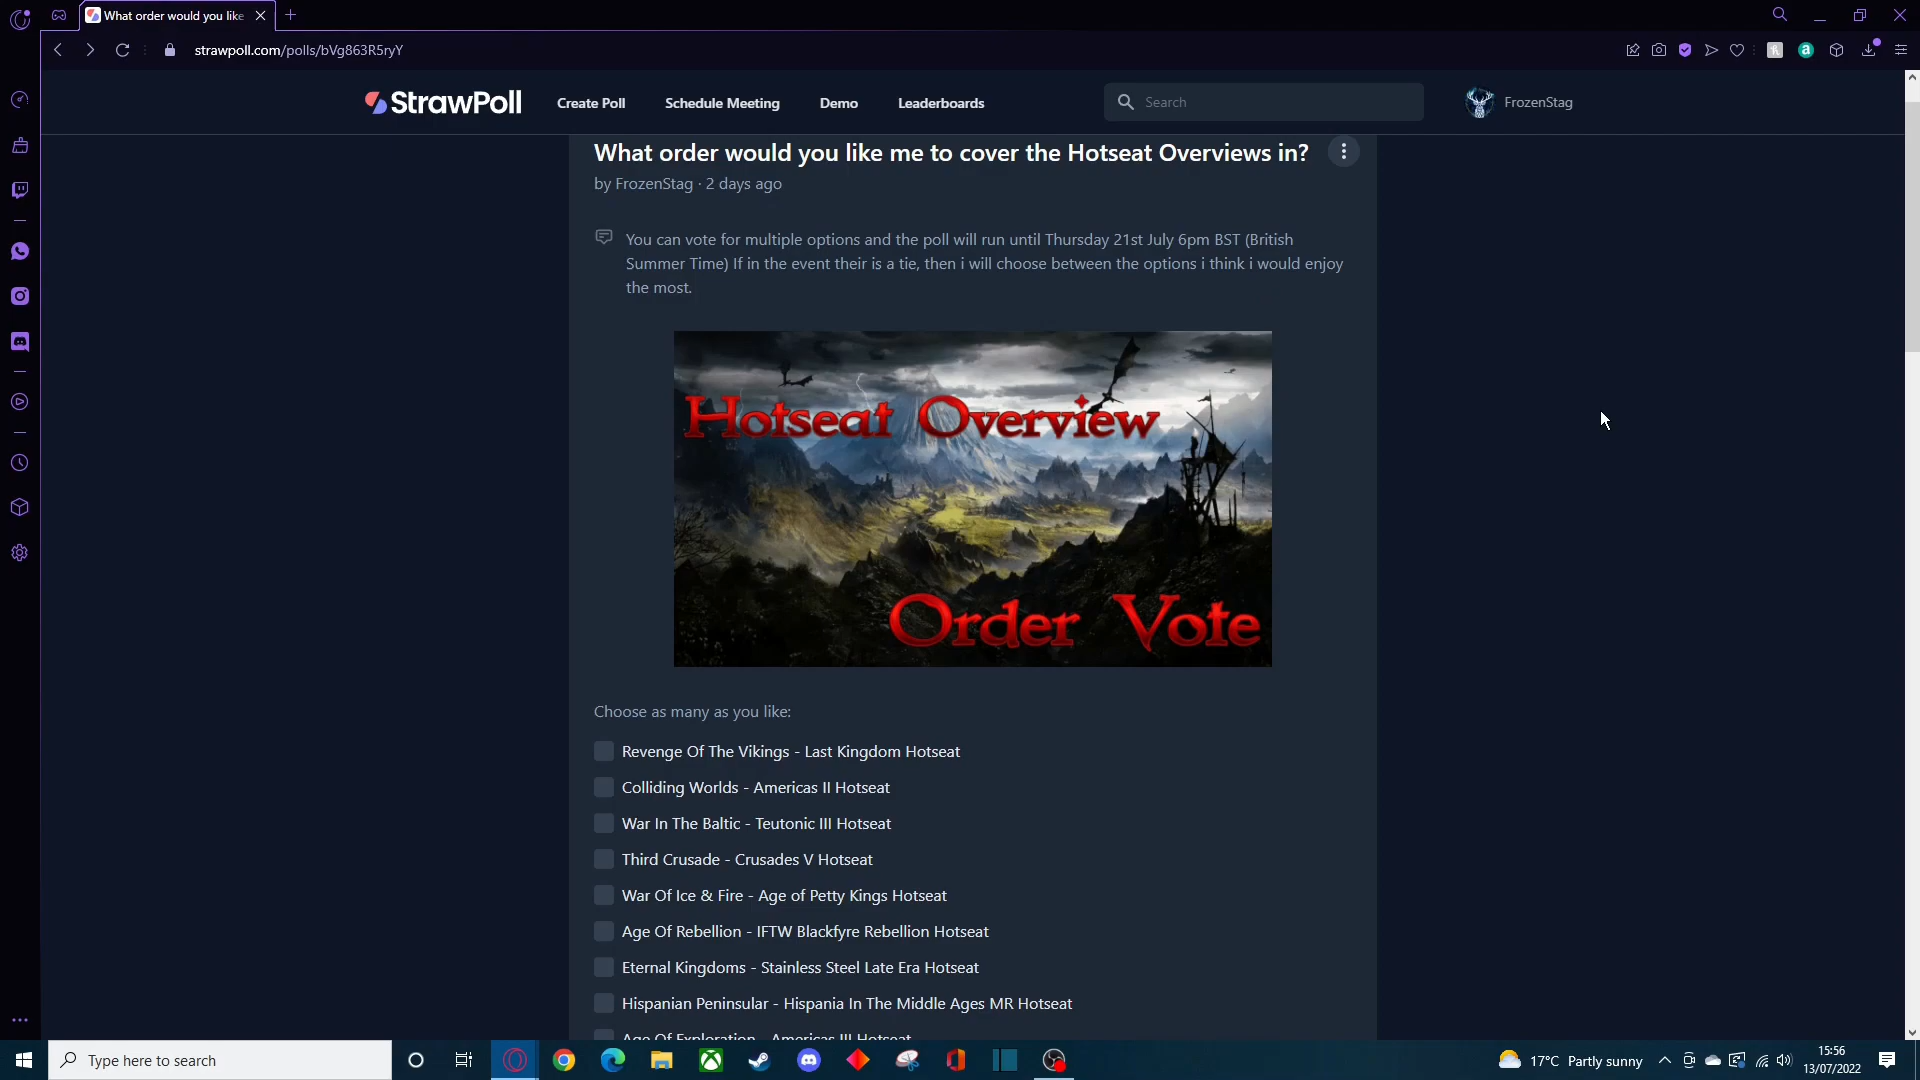 What order would you like
strawpoll.com/polls/bVg863R5ryY
StrawPoll
Create Poll
Schedule Meeting
Demo
Leaderboards
Search
FrozenStag
What order would you like me to cover the Hotseat Overviews in?
by FrozenStag · 2 days ago
You can vote for multiple options and the poll will run until Thursday 21st July 6pm BST (British
Summer Time) If in the event their is a tie, then i will choose between the options i think i would enjoy
the most.
Hotseat Overview
Order Vote
Choose as many as you like:
Revenge Of The Vikings - Last Kingdom Hotseat
Colliding Worlds - Americas II Hotseat
War In The Baltic - Teutonic III Hotseat
Third Crusade - Crusades V Hotseat
War Of Ice & Fire - Age of Petty Kings Hotseat
Age Of Rebellion - IFTW Blackfyre Rebellion Hotseat
Eternal Kingdoms - Stainless Steel Late Era Hotseat
Hispanian Peninsular - Hispania In The Middle Ages MR Hotseat
Age Of Exploration - Americas III Hotseat
Type here to search
17°C Partly sunny
15:56
13/07/2022